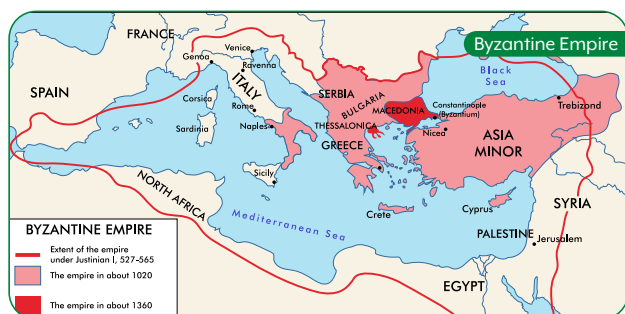 Byzantine Empire
FRANCE
Venice
Genoa
Ravenna
Black
Sea
SPAIN
ITALY
SERBIA
BULGARIA
Corsica
Rome
MACEDONIA
Constantinople
(Byzantium)
Trebizond
Sardinia
Naples
THESSALONICA
Nicea
GREECE
ASIA
MINOR
Sicily
NORTH AFRICA
Crete
Cyprus
SYRIA
Mediterranean Sea
PALESTINE
Jerusalem
EGYPT
BYZANTINE EMPIRE
Extent of the empire
under Justinian I, 527-565
The empire in about 1020
The empire in about 1360